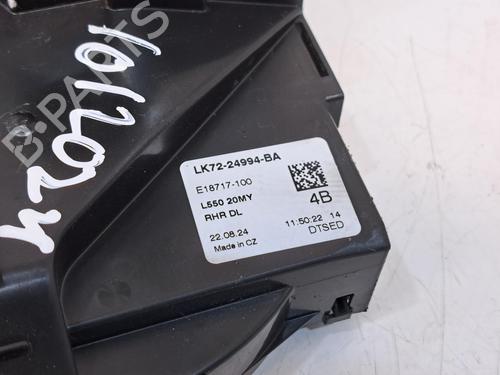 1012024
B-PARTS
LK72-24994-BA
E18717-100
L550 20MY
RHR DL
4B
22.08.24
11:50:22 14
Made in CZ
DTSED